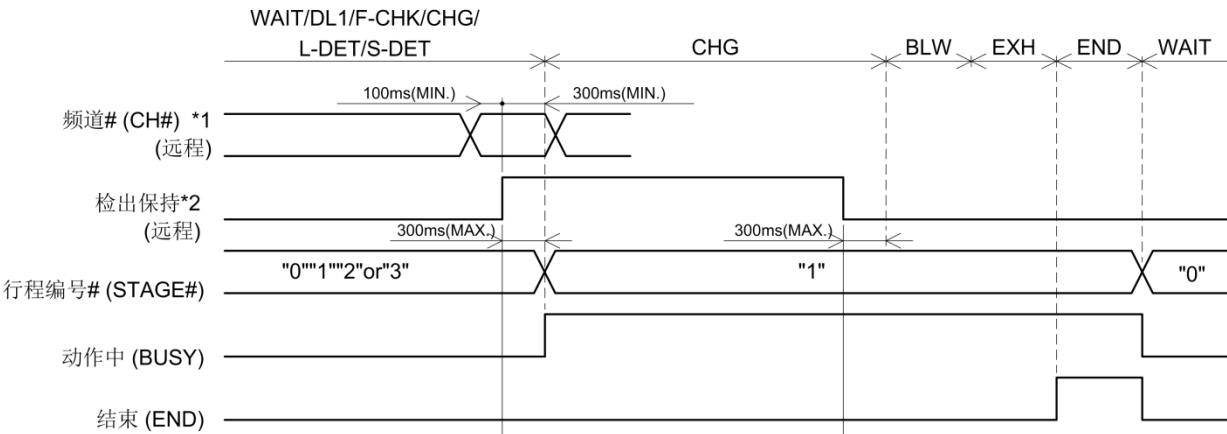 WAIT/DL1/F-CHK/CHG/
L-DET/S-DET
CHG
BLW
EXH
END
WAIT
100ms(MIN.)
300ms(MIN.)
频道# (CH#) *1
(远程)
检出保持*2
(远程)
300ms(MAX.)
300ms(MAX.)
行程编号# (STAGE#)
"0""1""2"or"3"
"1"
"0"
动作中 (BUSY)
结束 (END)